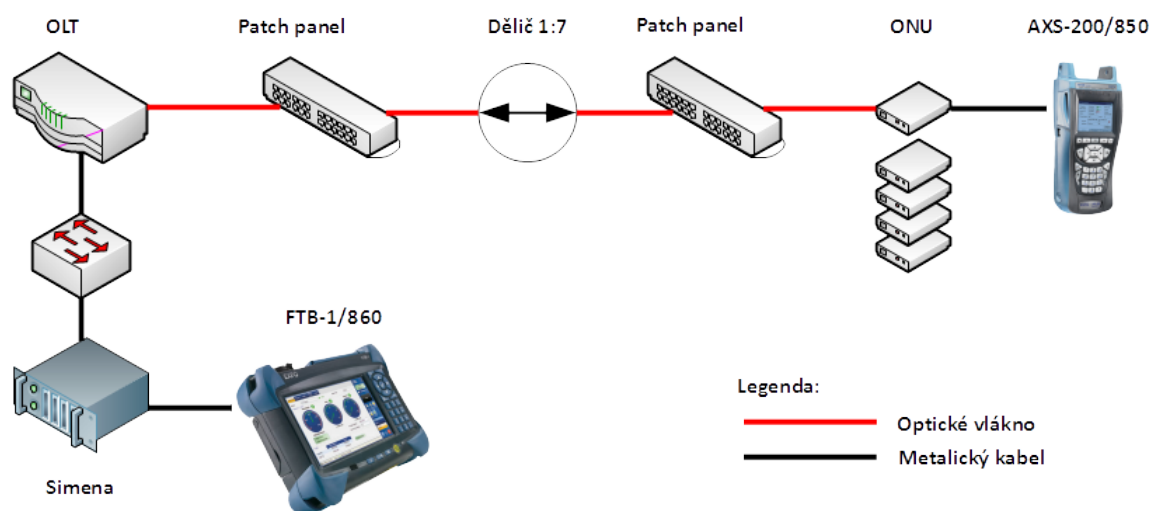 OLT
Patch panel
Dělič 1:7
Patch panel
ONU
AXS-200/850
FTB-1/860
Simena
Legenda:
Optické vlákno
Metalický kabel